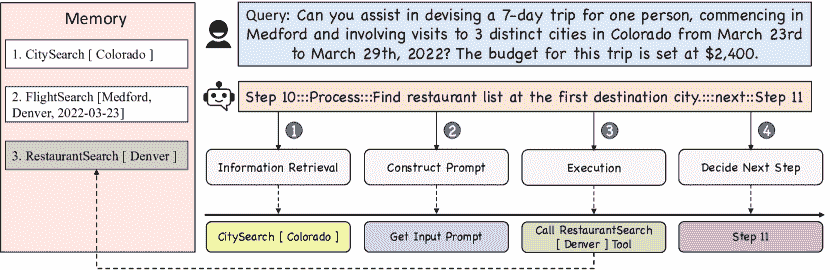 Memory
1. CitySearch [ Colorado ]
2. FlightSearch [Medford,
Denver, 2022-03-23]
3. RestaurantSearch [ Denver ]
Query: Can you assist in devising a 7-day trip for one person, commencing in
Medford and involving visits to 3 distinct cities in Colorado from March 23rd
to March 29th, 2022? The budget for this trip is set at $2,400.
Step 10:::Process:::Find restaurant list at the first destination city.:::next::Step 11
1
2
3
4
Information Retrieval
Construct Prompt
Execution
Decide Next Step
CitySearch [ Colorado ]
Get Input Prompt
Call RestaurantSearch
[ Denver ] Tool
Step 11